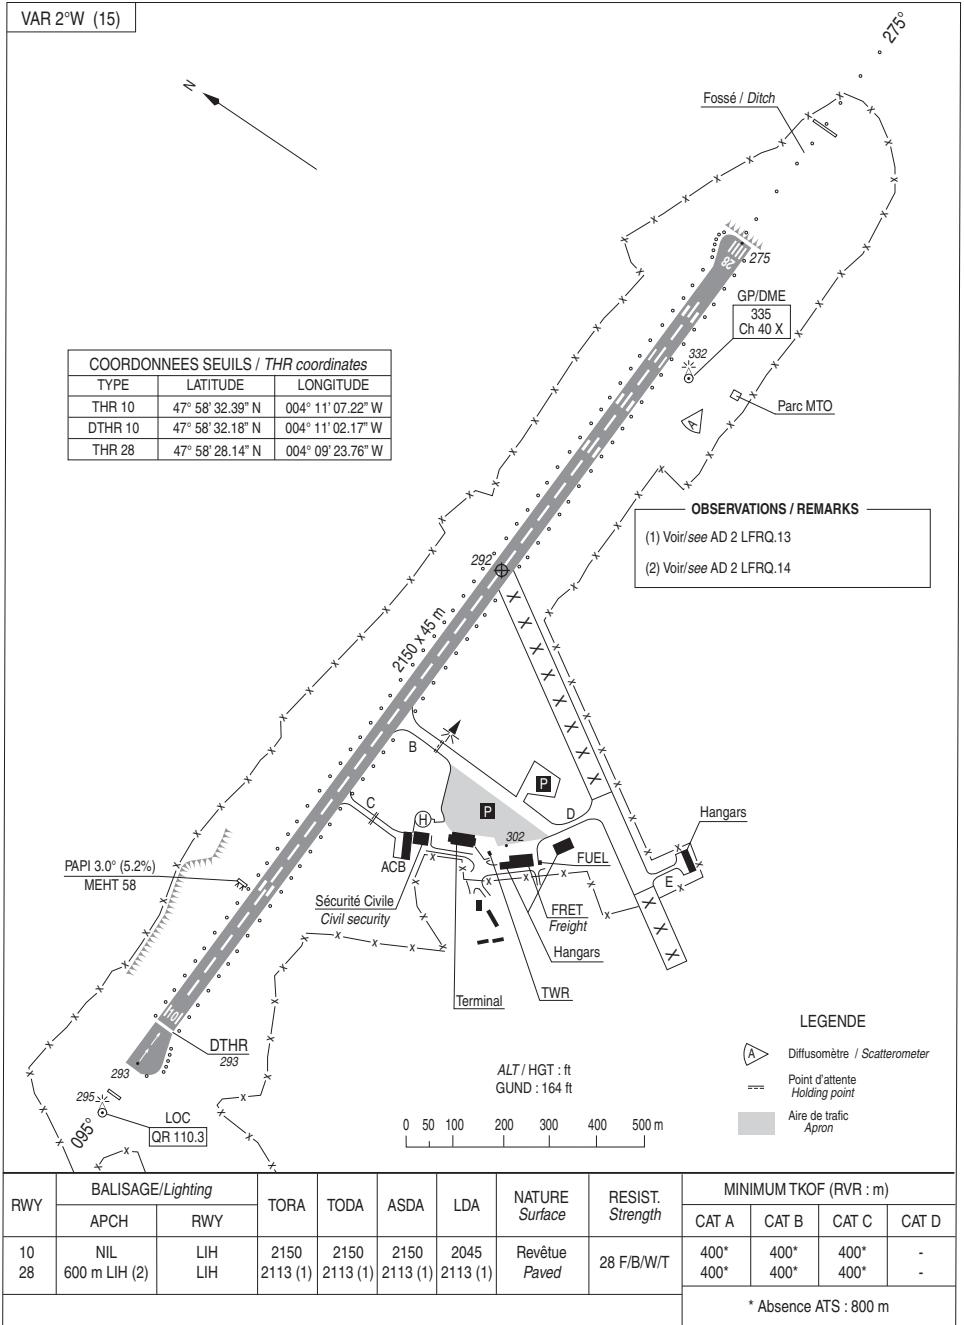 VAR 2°W (15)
275°
N
Fossé / Ditch
28
275
GP/DME
335
Ch 40 X
332
Parc MTO
A
COORDONNEES SEUILS / THR coordinates
TYPE LATITUDE LONGITUDE
THR 10 47° 58' 32.39" N 004° 11' 07.22" W
DTHR 10 47° 58' 32.18" N 004° 11' 02.17" W
THR 28 47° 58' 28.14" N 004° 09' 23.76" W
OBSERVATIONS / REMARKS
(1) Voir/see AD 2 LFRQ.13
(2) Voir/see AD 2 LFRQ.14
292
2150 x 45 m
B
P
C
H
P
D
302
Hangars
ACB
FUEL
E
PAPI 3.0° (5.2%)
MEHT 58
Sécurité Civile
Civil security
FRET
Freight
Hangars
Terminal
TWR
10
DTHR
293
293
295
095°
LOC
QR 110.3
ALT / HGT : ft
GUND : 164 ft
0 50 100 200 300 400 500 m
LEGENDE
A Diffusomètre / Scatterometer
Point d'attente
Holding point
Aire de trafic
Apron
RWY BALISAGE/Lighting TORA TODA ASDA LDA NATURE Surface RESIST. Strength MINIMUM TKOF (RVR : m)
APCH RWY CAT A CAT B CAT C CAT D
10 NIL LIH 2150 2150 2150 2045 Revêtue 28 F/B/W/T 400* 400* 400* -
28 600 m LIH (2) LIH 2113 (1) 2113 (1) 2113 (1) 2113 (1) Paved 400* 400* 400* -
* Absence ATS : 800 m